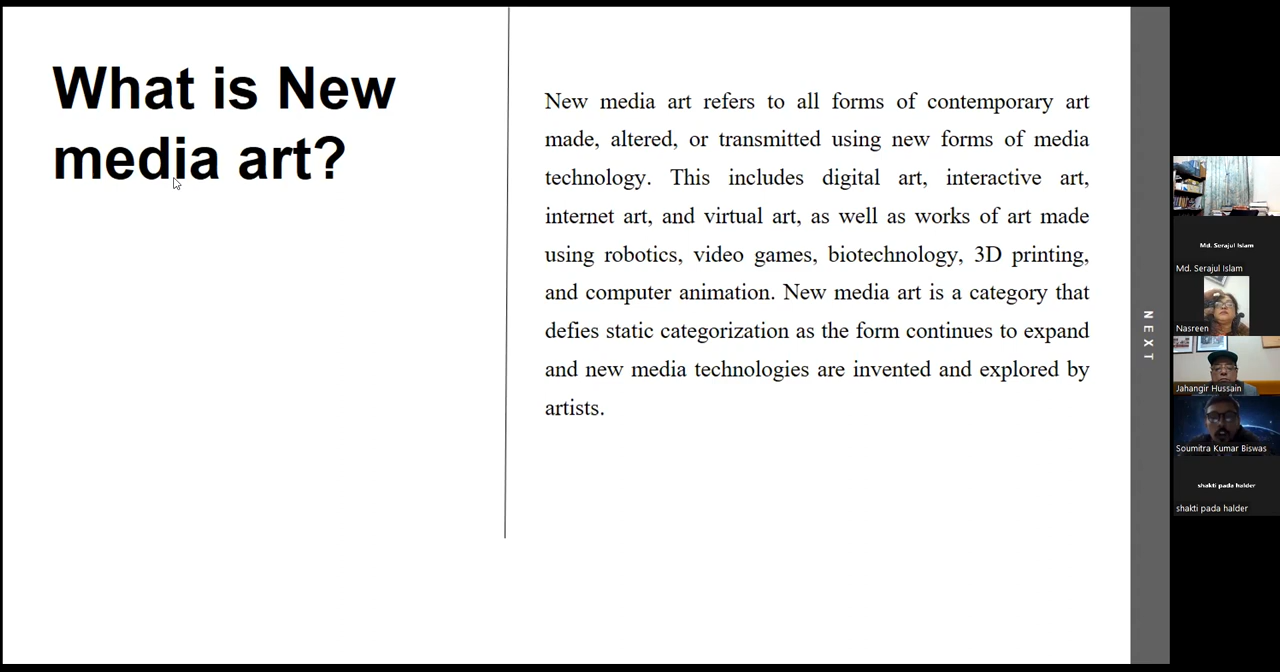 What is New
media art?
New media art refers to all forms of contemporary art
made, altered, or transmitted using new forms of media
technology. This includes digital art, interactive art,
internet art, and virtual art, as well as works of art made
using robotics, video games, biotechnology, 3D printing,
and computer animation. New media art is a category that
defies static categorization as the form continues to expand
and new media technologies are invented and explored by
artists.
NEXT
Md. Serajul Islam
Md. Serajul Islam
Nasreen
Jahangir Hussain
Soumitra Kumar Biswas
shakti pada halder
shakti pada halder